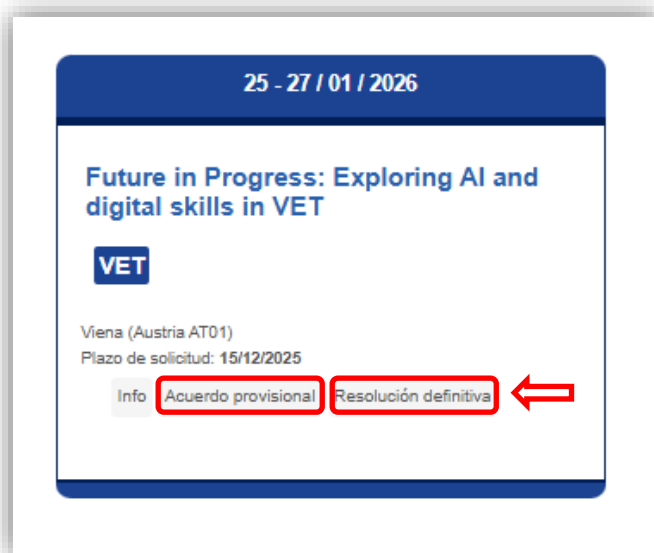 25 - 27 / 01 / 2026
Future in Progress: Exploring AI and
digital skills in VET
VET
Viena (Austria AT01)
Plazo de solicitud: 15/12/2025
Info Acuerdo provisional Resolución definitiva